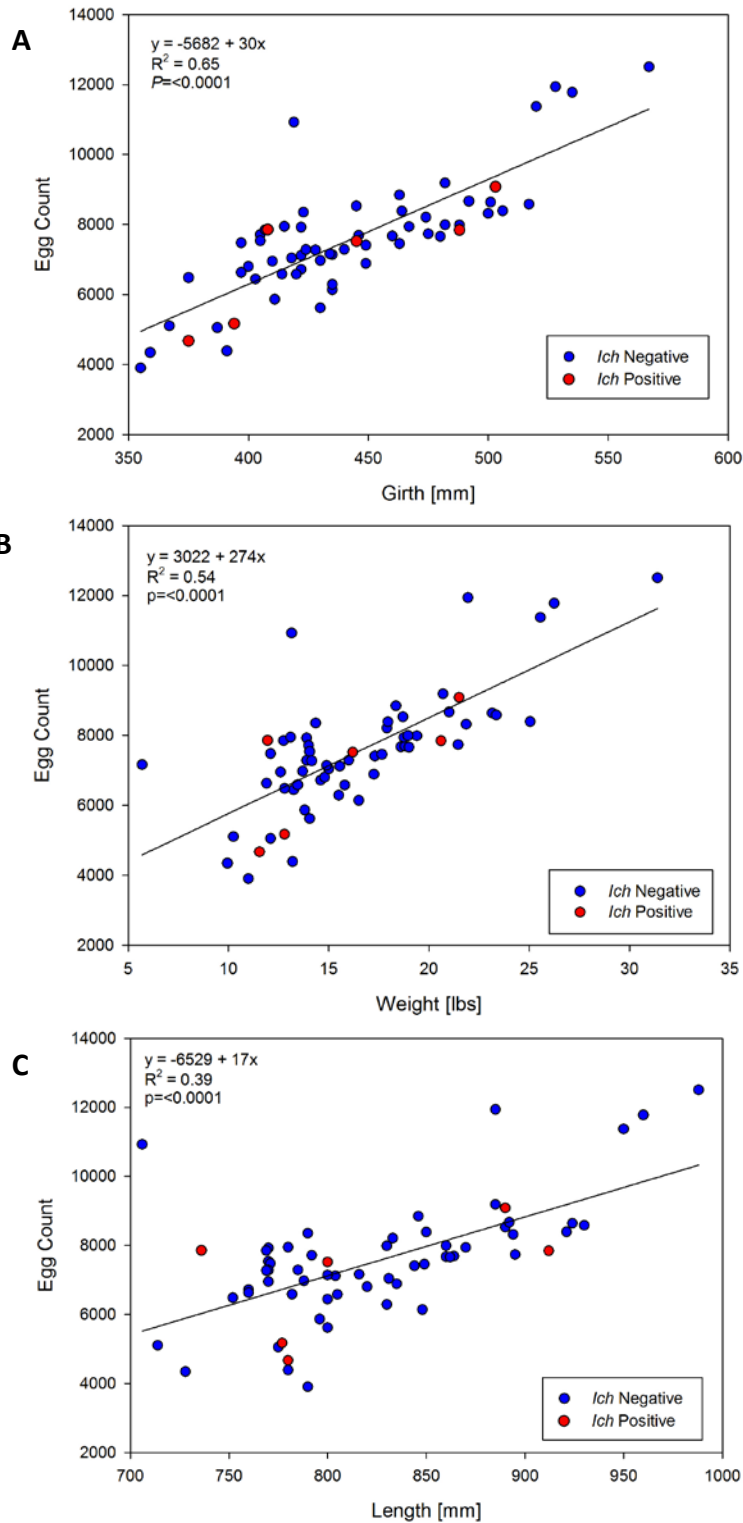 A
y = -5682 + 30x
R² = 0.65
P=<0.0001
Egg Count
14000
12000
10000
8000
6000
4000
2000
Ich Negative
Ich Positive
350 400 450 500 550 600
Girth [mm]
B
y = 3022 + 274x
R² = 0.54
p=<0.0001
Egg Count
14000
12000
10000
8000
6000
4000
2000
Ich Negative
Ich Positive
5 10 15 20 25 30 35
Weight [lbs]
C
y = -6529 + 17x
R² = 0.39
p=<0.0001
Egg Count
14000
12000
10000
8000
6000
4000
2000
Ich Negative
Ich Positive
700 750 800 850 900 950 1000
Length [mm]